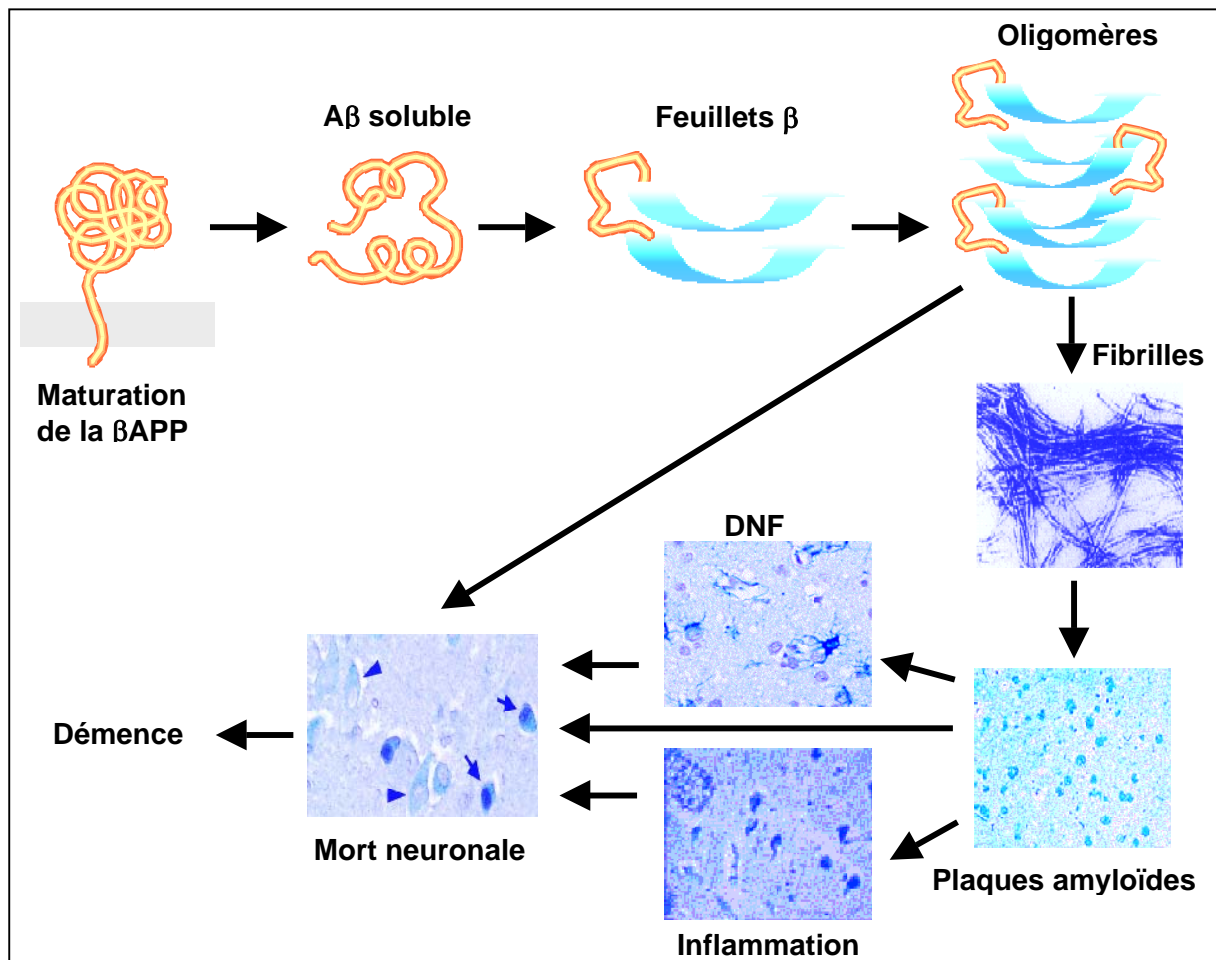 Oligomères
Aβ soluble
Feuillets β
Maturation
de la βAPP
Fibrilles
DNF
Démence
Mort neuronale
Plaques amyloïdes
Inflammation